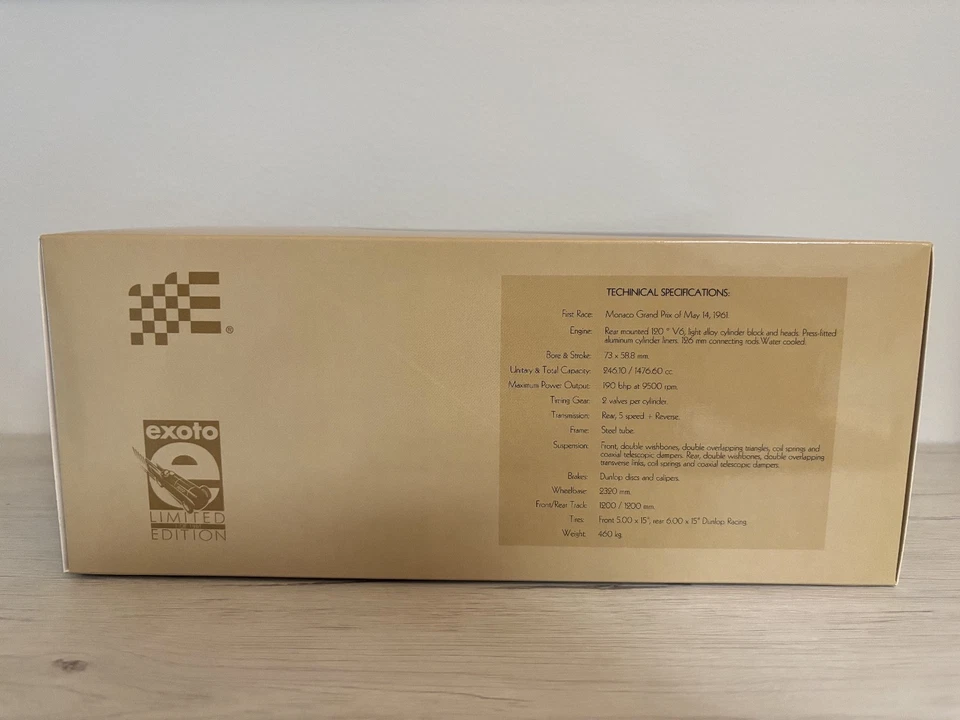 E®
exoto
e
LIMITED
EDITION
TECHINICAL SPECIFICATIONS:
First Race: Monaco Grand Prix of May 14, 1961.
Engine: Rear mounted 120 ° V6, light alloy cylinder block and heads. Press-fitted
aluminum cylinder liners. 126 mm connecting rods. Water cooled.
Bore & Stroke: 73 x 58.8 mm.
Unitary & Total Capacity: 246.10 / 1476.60 cc.
Maximum Power Output: 190 bhp at 9500 rpm.
Timing Gear: 2 valves per cylinder.
Transmission: Rear, 5 speed + Reverse.
Frame: Steel tube.
Suspension: Front, double wishbones, double overlapping triangles, coil springs and
coaxial telescopic dampers. Rear, double wishbones, double overlapping
transverse links, coil springs and coaxial telescopic dampers.
Brakes: Dunlop discs and calipers.
Wheelbase: 2320 mm.
Front/Rear Track: 1200 / 1200 mm.
Tires: Front 5.00 x 15", rear 6.00 x 15" Dunlop Racing.
Weight: 460 kg.